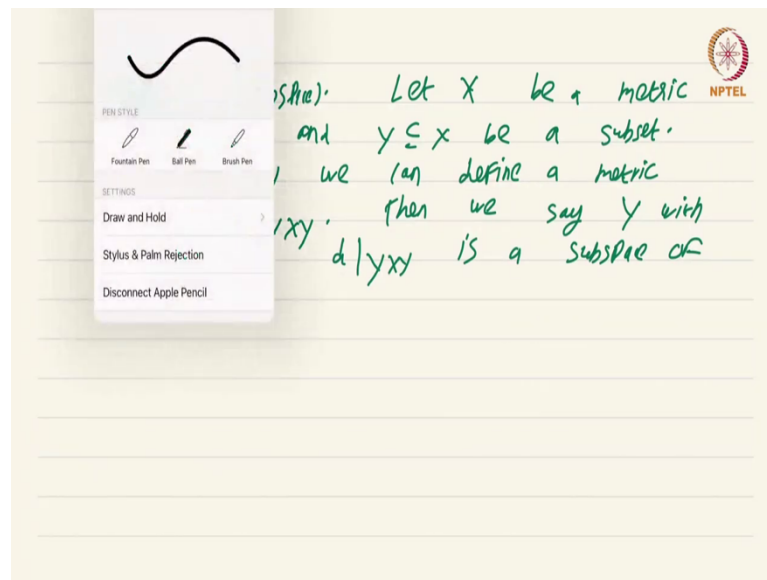 NPTEL
PEN STYLE
Fountain Pen Ball Pen Brush Pen
SETTINGS
Draw and Hold
Stylus & Palm Rejection
Disconnect Apple Pencil
Let X be a metric
and Y ⊆ X be a subset.
we can define a metric
Then we say Y with
d|YXY is a subspace of